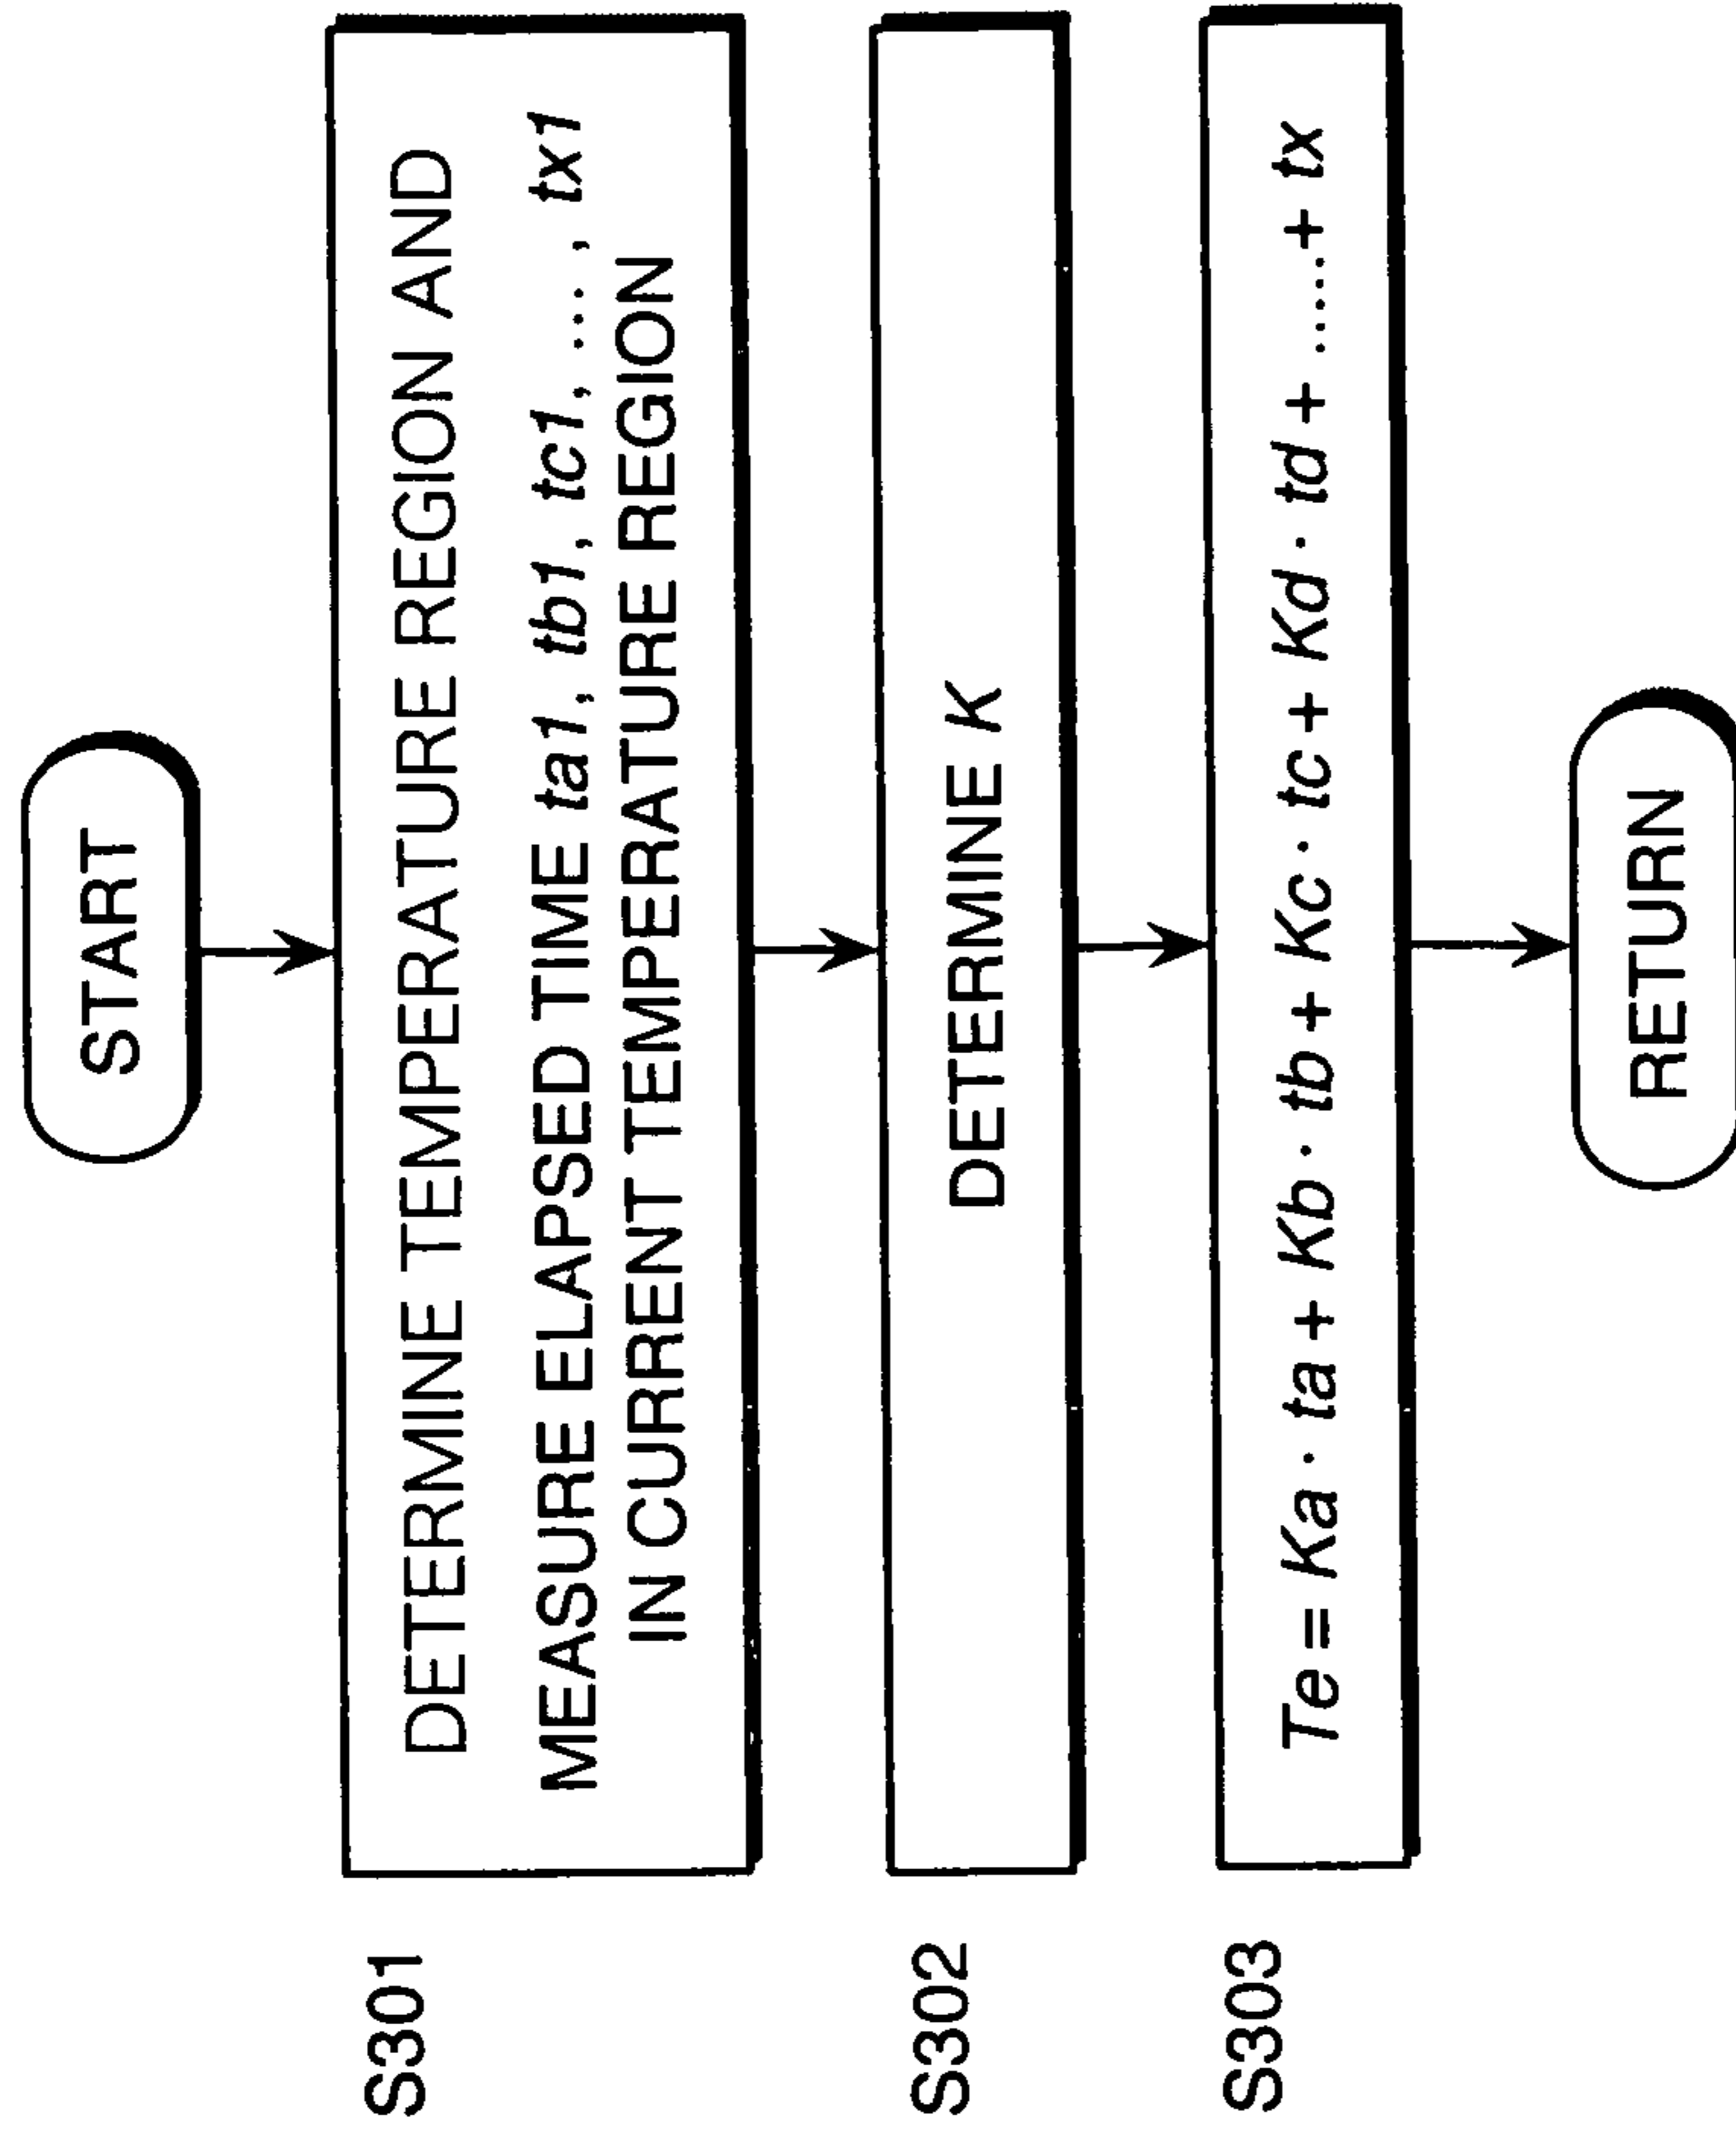 START
S301
DETERMINE TEMPERATURE REGION AND
MEASURE ELAPSED TIME ta1, tb1, tc1, ..., tx1
IN CURRENT TEMPERATURE REGION
S302
DETERMINE K
S303
Te = Ka · ta + Kb · tb + Kc · tc + Kd · td + ..... + tx
RETURN